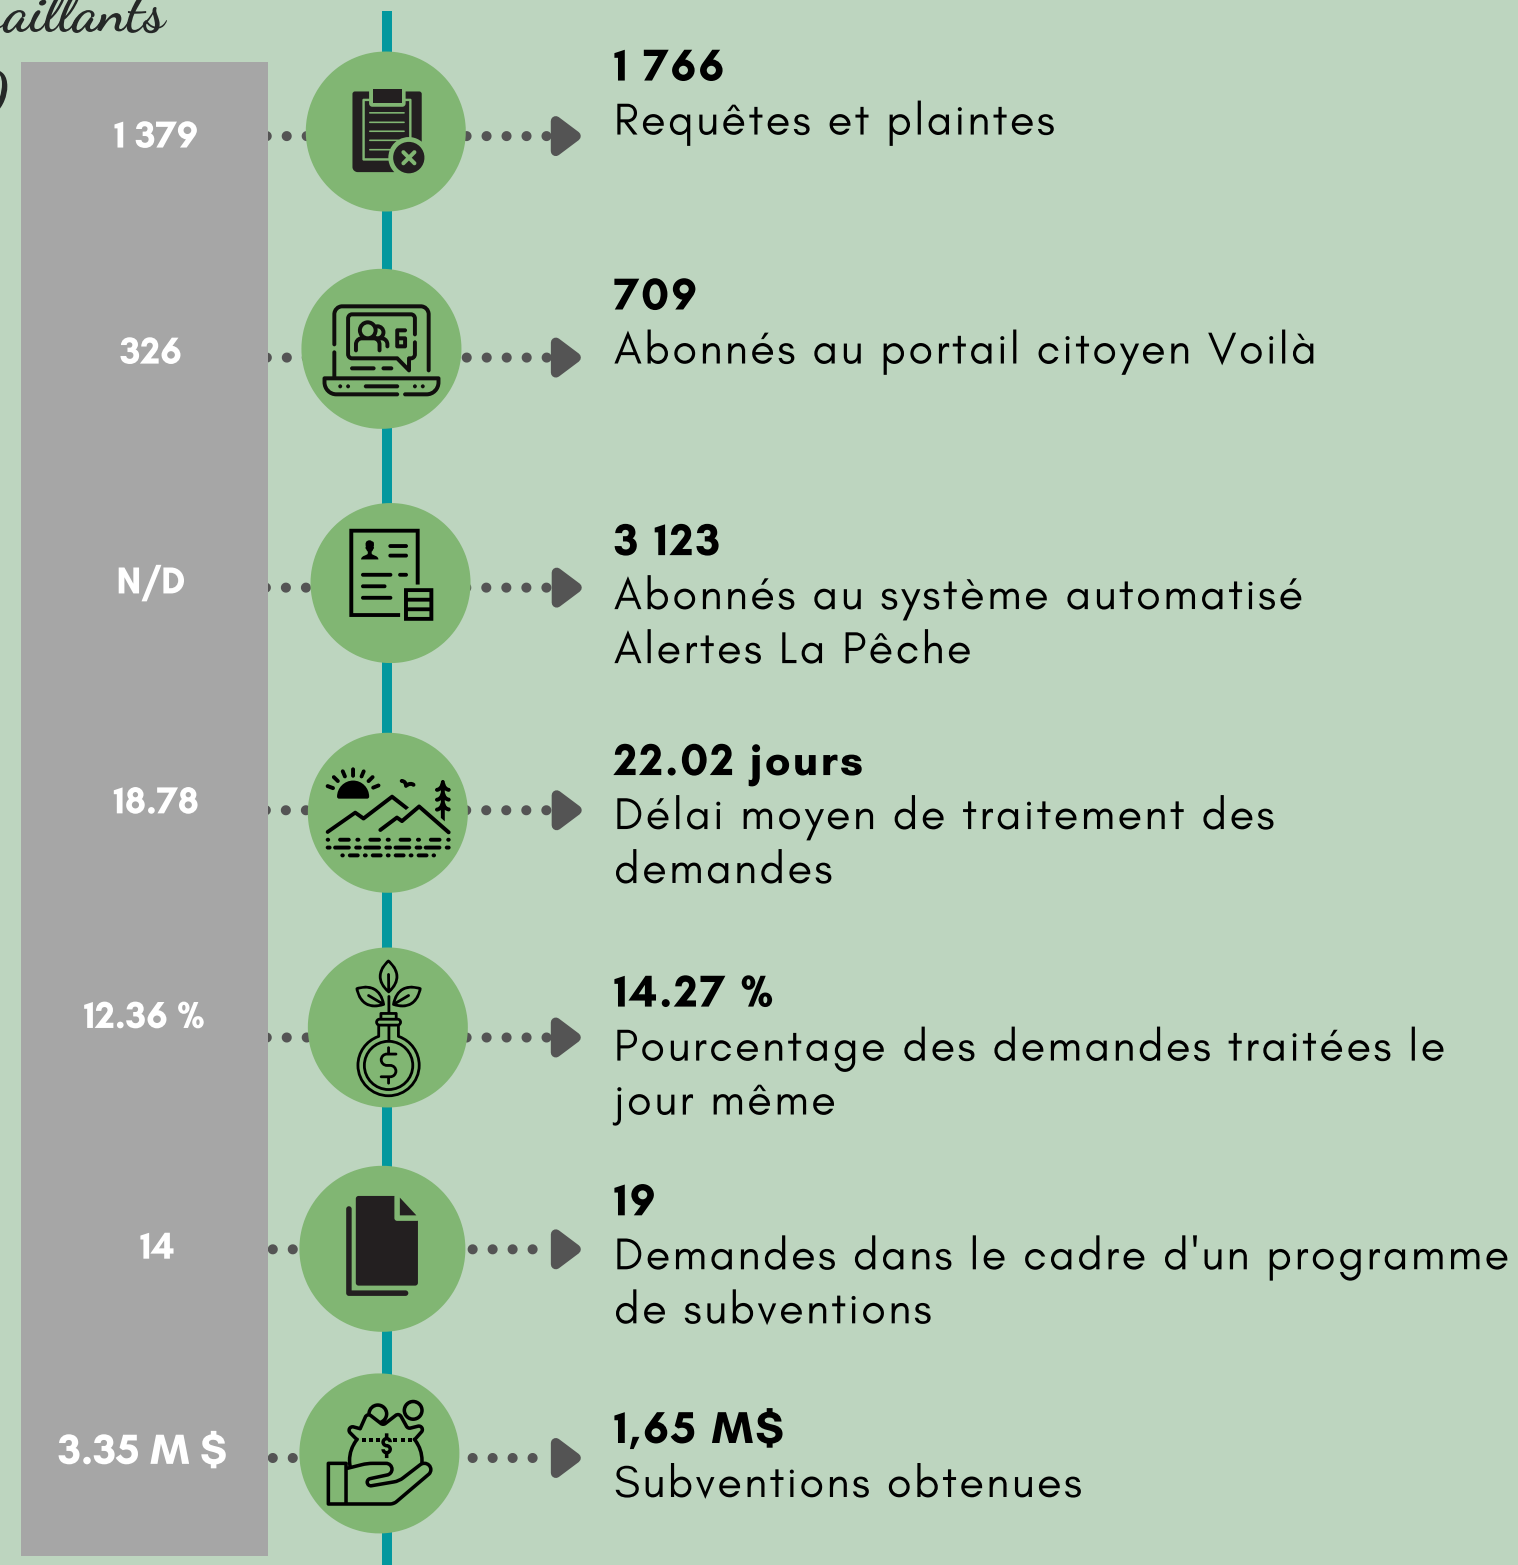 aillants
)
1 379
1 766
Requêtes et plaintes
326
6
709
Abonnés au portail citoyen Voilà
N/D
3 123
Abonnés au système automatisé
Alertes La Pêche
18.78
22.02 jours
Délai moyen de traitement des
demandes
12.36 %
$
14.27 %
Pourcentage des demandes traitées le
jour même
14
19
Demandes dans le cadre d'un programme
de subventions
3.35 M $
$
1,65 M$
Subventions obtenues